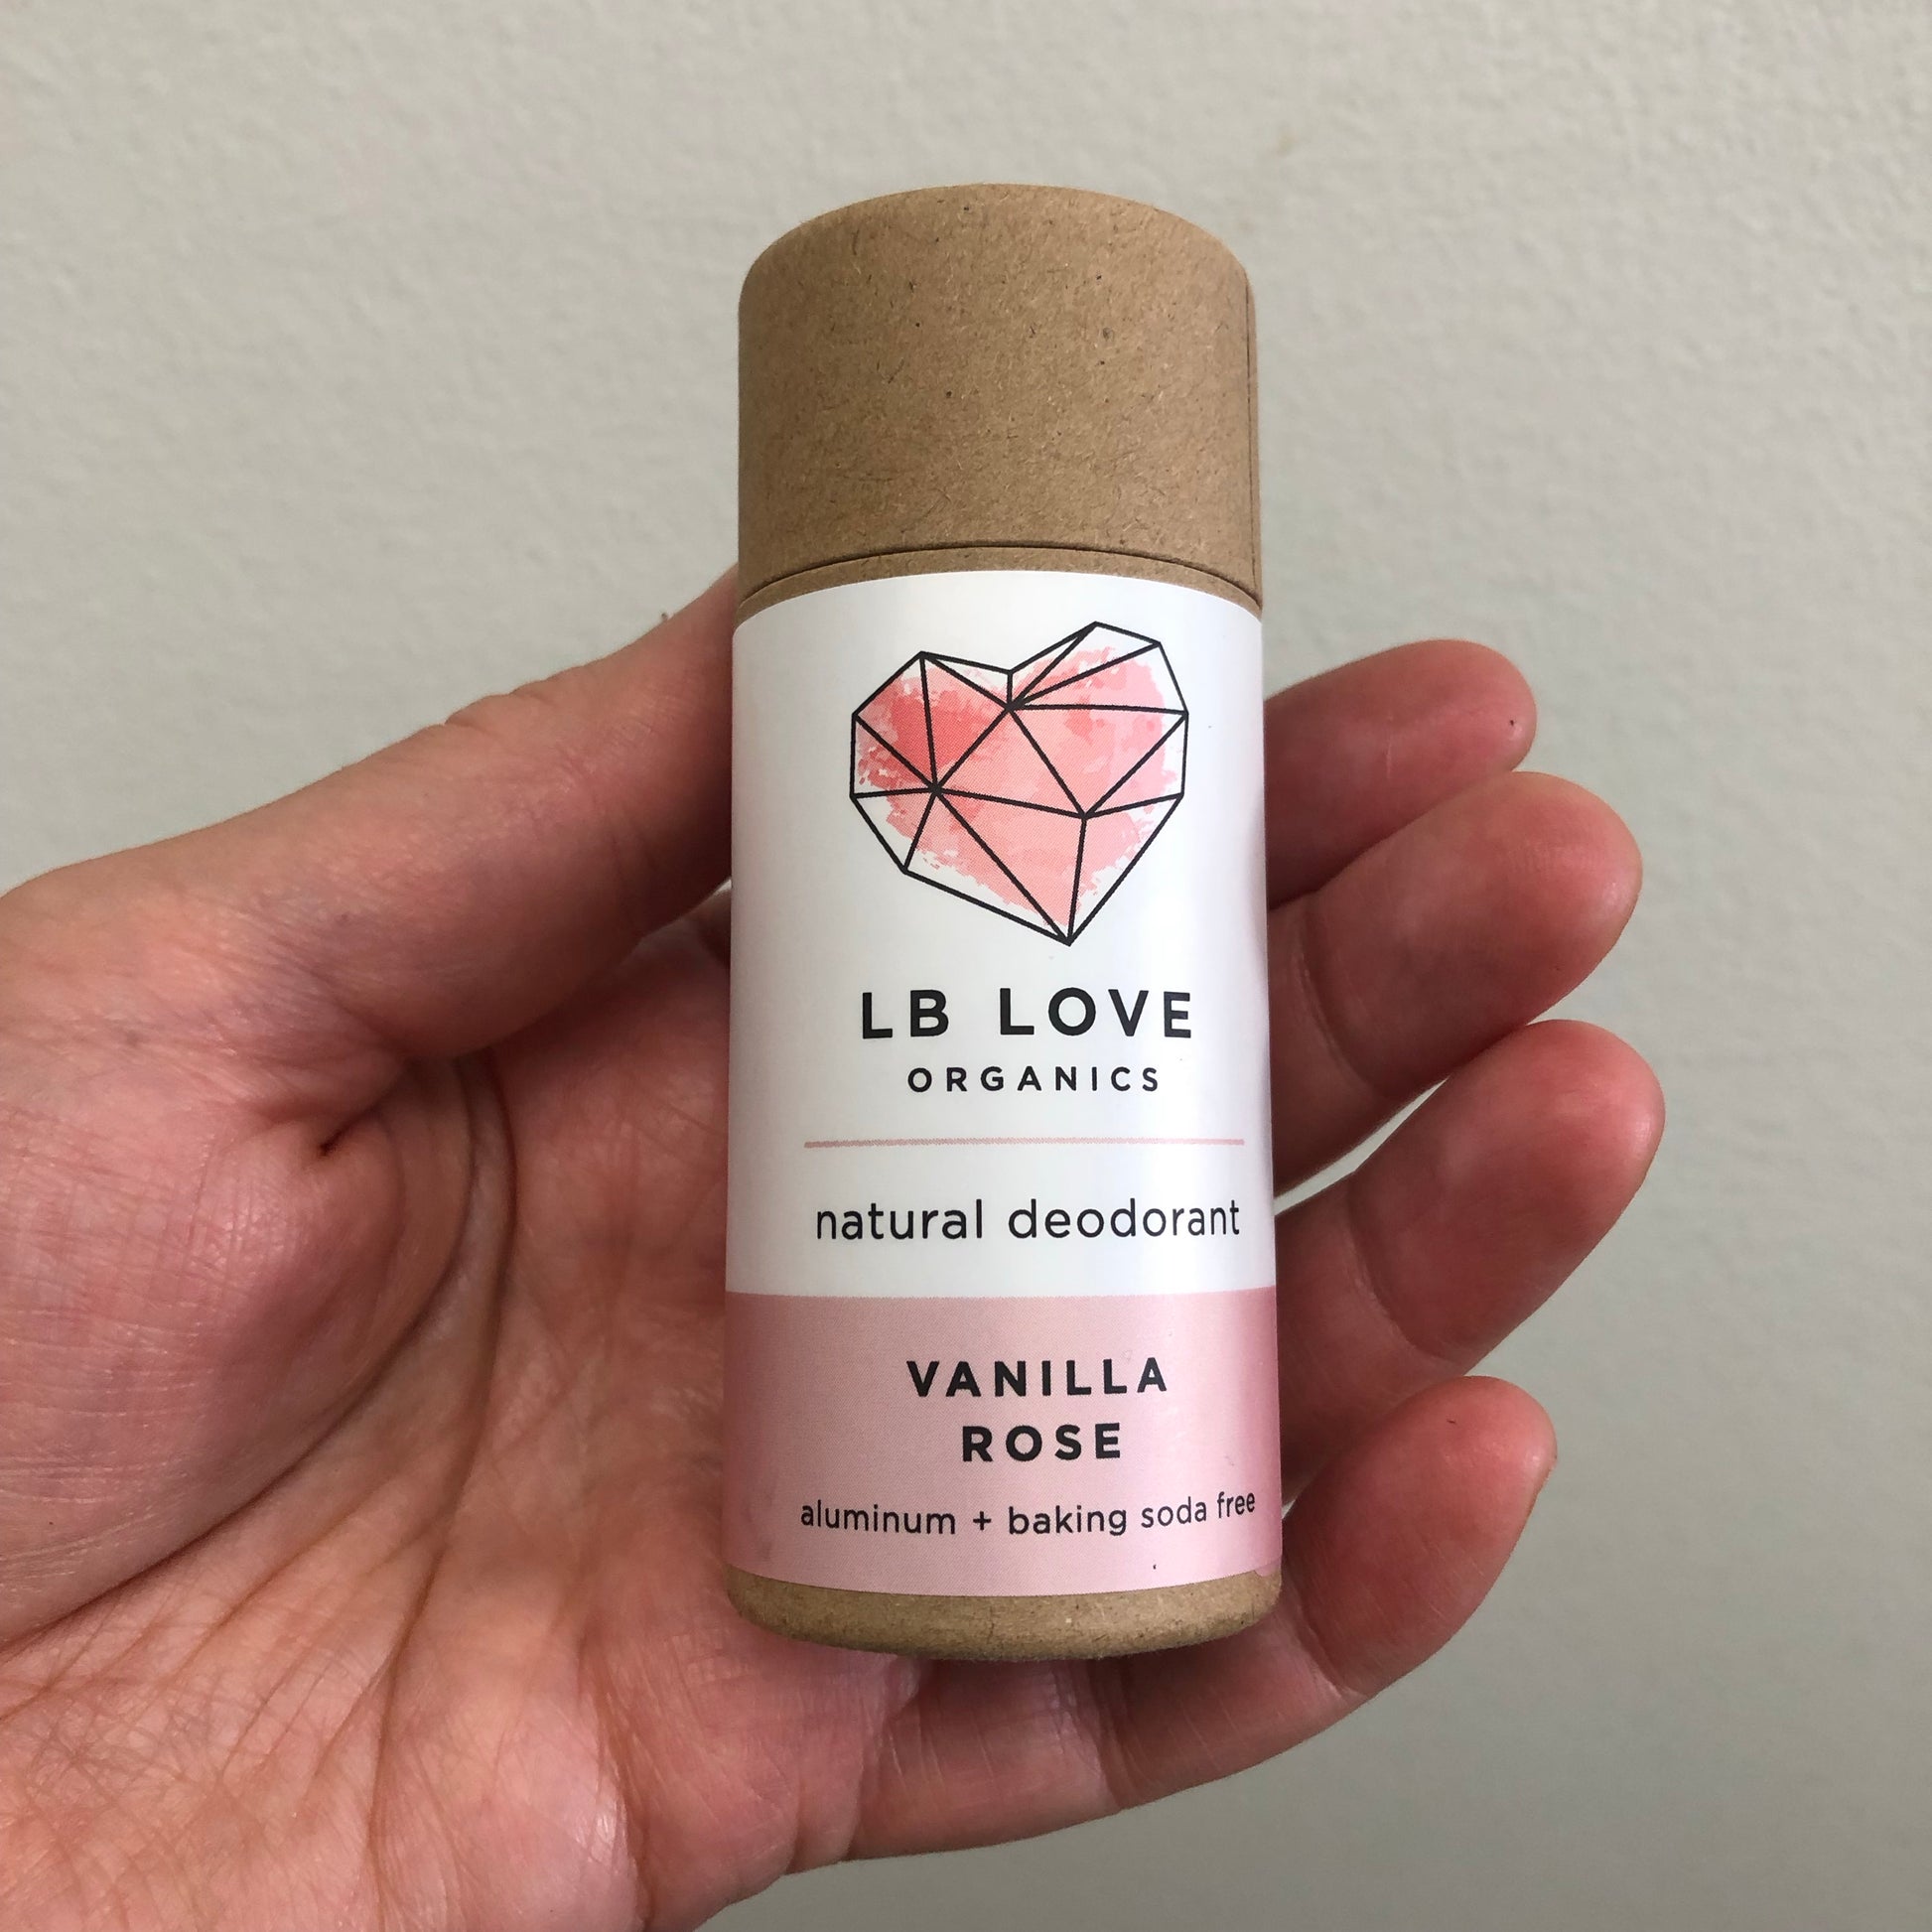 LB LOVE
ORGANICS
natural deodorant
VANILLA
ROSE
aluminum + baking soda free